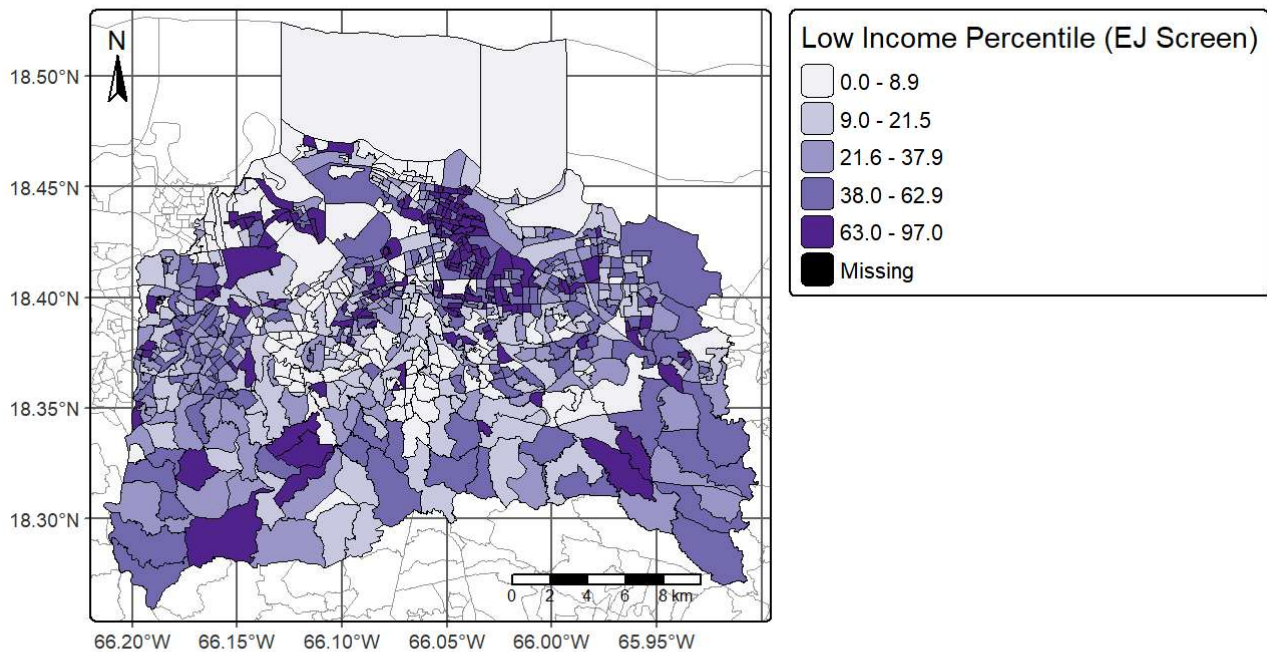 N
18.50°N
18.45°N
18.40°N
18.35°N
18.30°N
0 2 4 6 8 km
66.20°W 66.15°W 66.10°W 66.05°W 66.00°W 65.95°W
Low Income Percentile (EJ Screen)
0.0 - 8.9
9.0 - 21.5
21.6 - 37.9
38.0 - 62.9
63.0 - 97.0
Missing